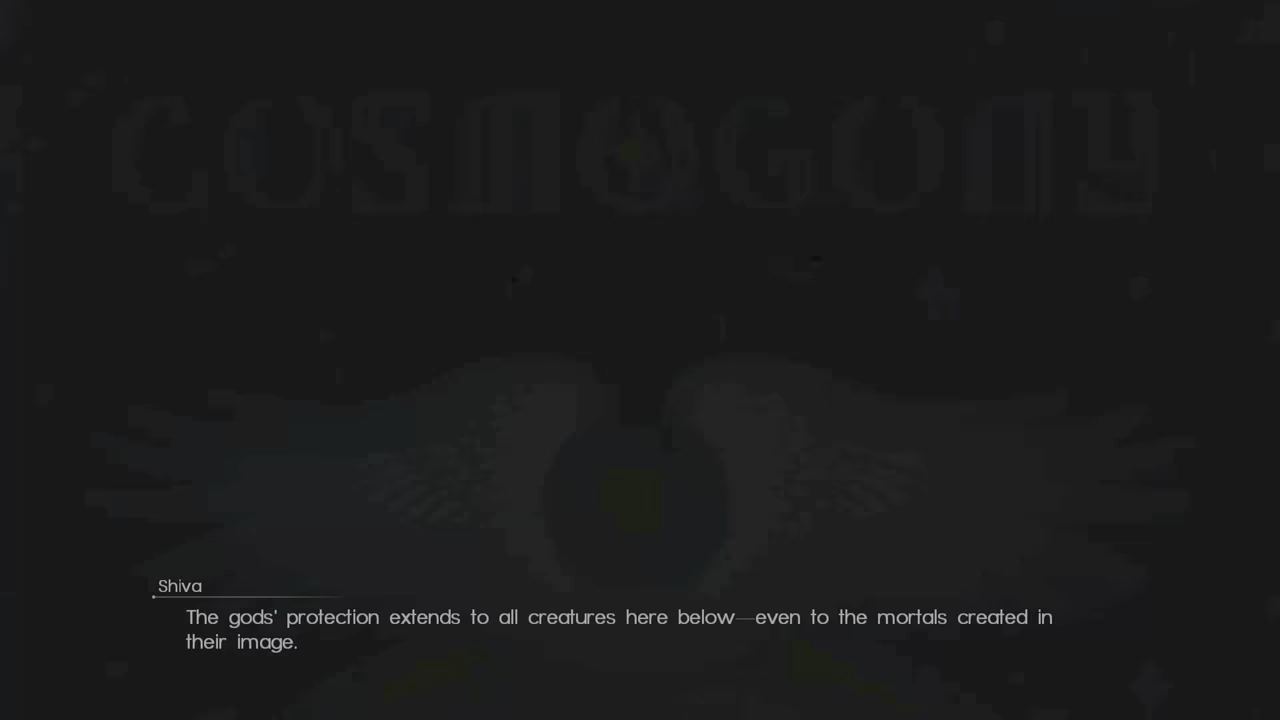 COSMOGONY
Shiva
The gods' protection extends to all creatures here below—even to the mortals created in
their image.